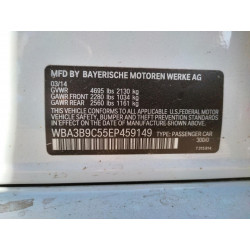 MFD BY BAYERISCHE MOTOREN WERKE AG
03/14
GVWR 4695 lbs 2130 kg
GAWR FRONT 2280 lbs 1034 kg
GAWR REAR 2560 lbs 1161 kg
THIS VEHICLE CONFORMS TO ALL APPLICABLE
U.S. FEDERAL MOTOR VEHICLE SAFETY, BUMPER
AND THEFT PREVENTION STANDARDS IN EFFECT
ON THE DATE OF MANUFACTURE SHOWN ABOVE.
WBA3B9C55EP459149 TYPE: PASSENGER CAR